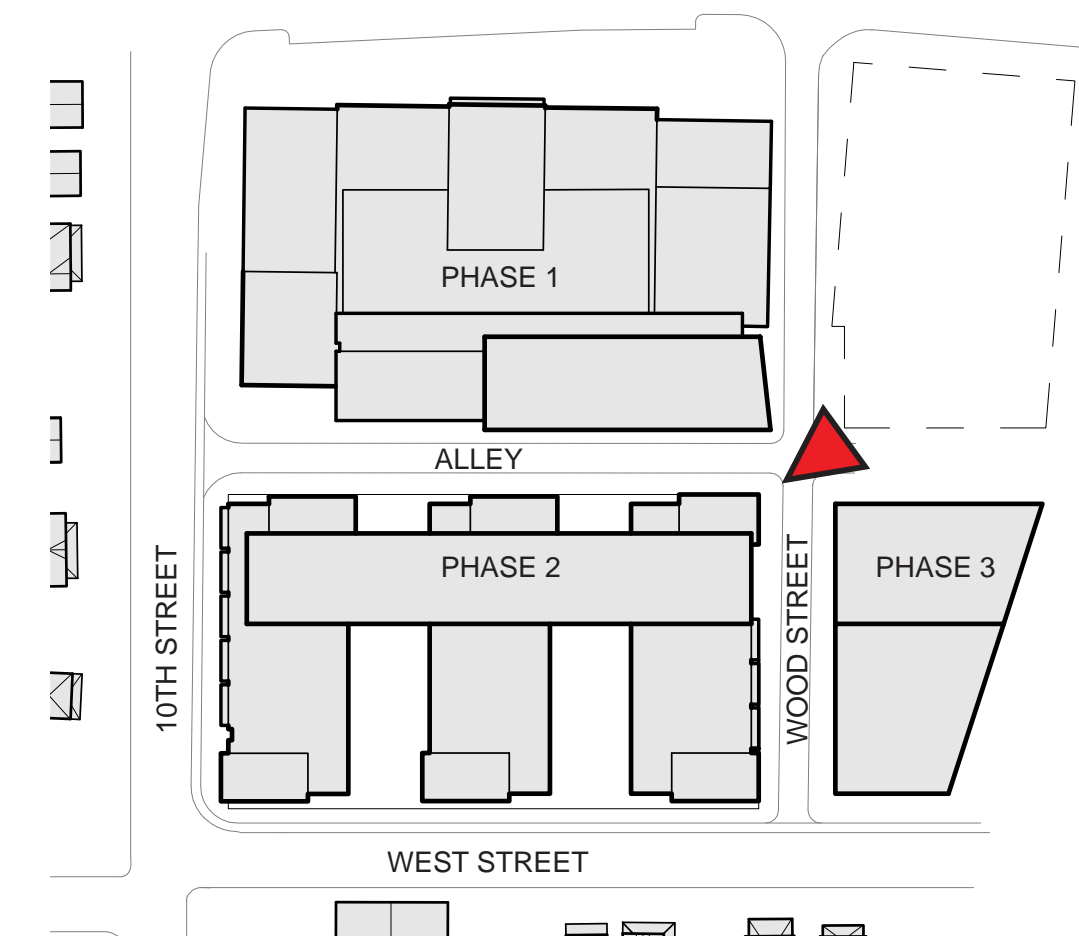 PHASE 1
ALLEY
PHASE 2
PHASE 3
10TH STREET
WOOD STREET
WEST STREET